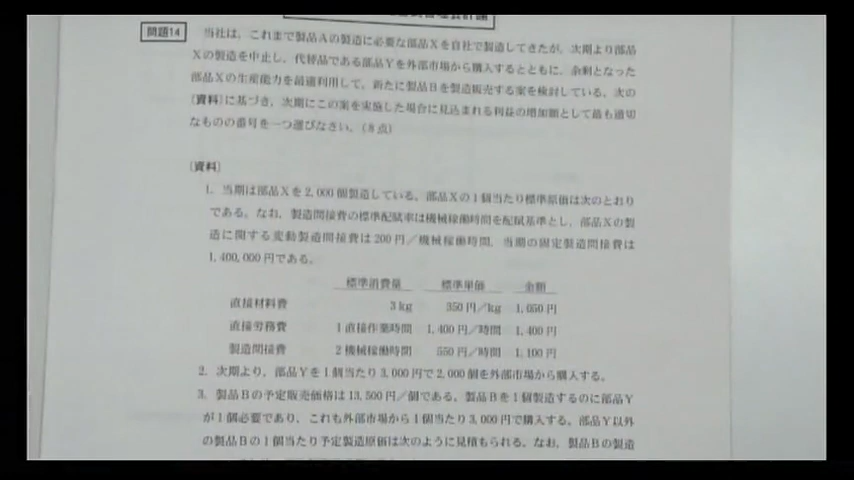 問題14
当社は、これまで製品Aの製造に必要な部品Xを自社で製造してきたが、次期より部品
Xの製造を中止し、代替品である部品Yを外部市場から購入するとともに、余剰となった
部品Xの生産能力を最適利用して、新たに製品Bを製造販売する案を検討している。次の
(資料)に基づき、次期にこの案を実施した場合に見込まれる利益の増加額として最も適切
なものの番号を一つ選びなさい。(8点)
(資料)
1. 当期は部品Xを2,000個製造している。部品Xの1個当たり標準原価は次のとおり
である。なお、製造間接費の標準配賦率は機械稼働時間を配賦基準とし、部品Xの製
造に関する変動製造間接費は200円/機械稼働時間、当期の固定製造間接費は
1,400,000円である。
標準消費量 標準単価 金額
直接材料費 3kg 350円/kg 1,050円
直接労務費 1直接作業時間 1,400円/時間 1,400円
製造間接費 2機械稼働時間 550円/時間 1,100円
2. 次期より、部品Yを1個当たり3,000円で2,000個を外部市場から購入する。
3. 製品Bの予定販売価格は13,500円/個である。製品Bを1個製造するのに部品Y
が1個必要であり、これも外部市場から1個当たり3,000円で購入する。部品Y以外
の製品Bの1個当たり予定製造原価は次のように見積もられる。なお、製品Bの製造